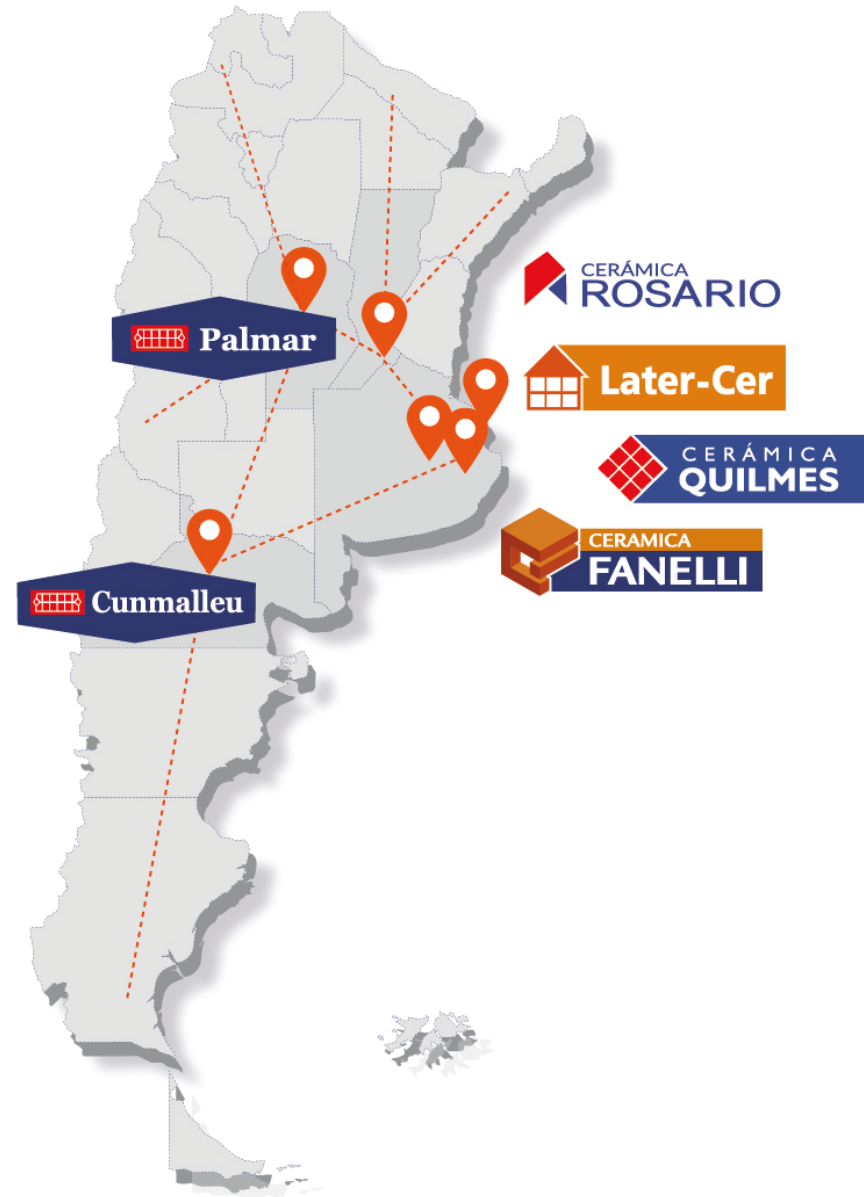 CERÁMICA
ROSARIO
Palmar
Later-Cer
CERÁMICA
QUILMES
CERAMICA
FANELLI
Cunmalleu